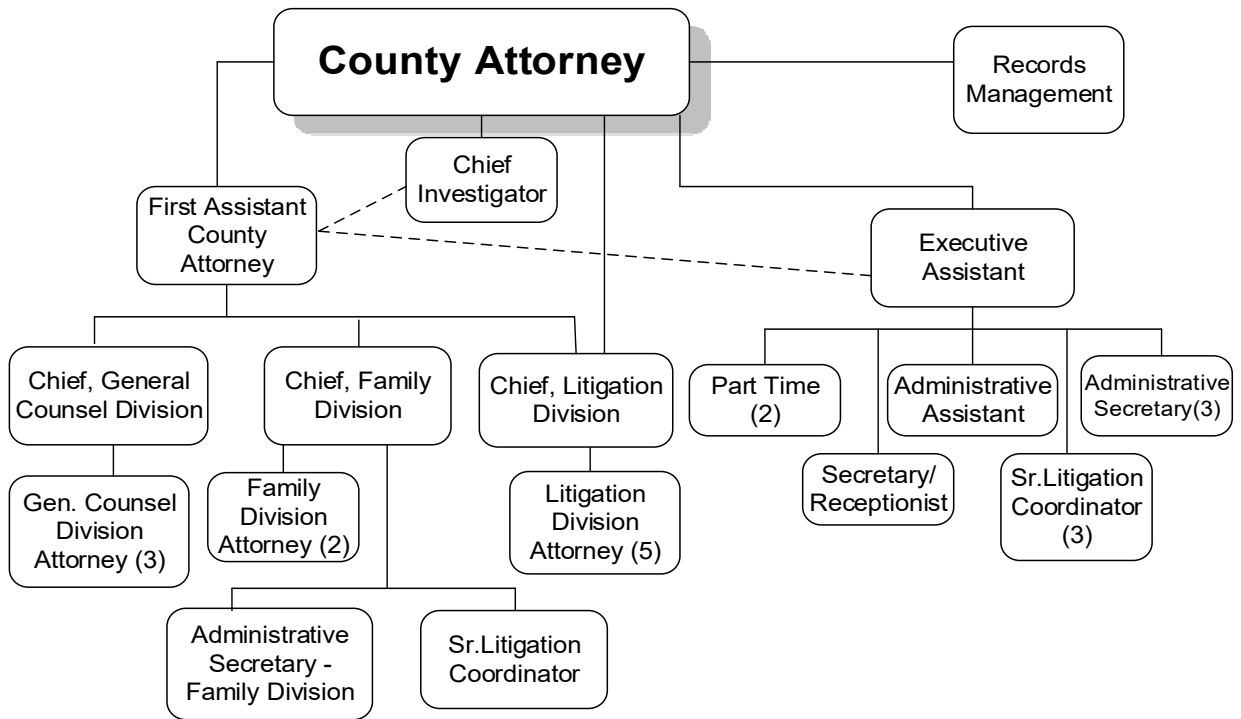 County Attorney
Records
Management
Chief
Investigator
First Assistant
County
Attorney
Executive
Assistant
Chief, General
Counsel Division
Chief, Family
Division
Chief, Litigation
Division
Part Time
(2)
Administrative
Assistant
Administrative
Secretary(3)
Gen. Counsel
Division
Attorney (3)
Family
Division
Attorney (2)
Litigation
Division
Attorney (5)
Secretary/
Receptionist
Sr.Litigation
Coordinator
(3)
Administrative
Secretary -
Family Division
Sr.Litigation
Coordinator